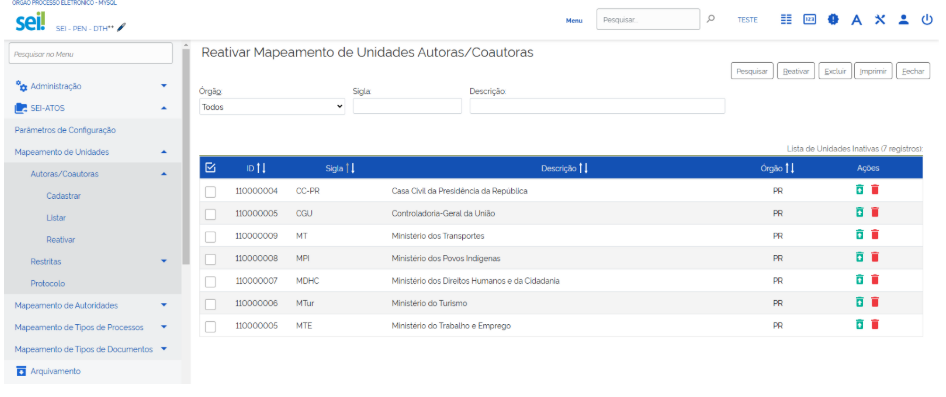 ORGAO PROCESSO ELETRONICO - MYSQL
sei!
SEI - PEN - DTH**
Menu
Pesquisar...
TESTE
123
A
Pesquisar no Menu
Administração
SEI-ATOS
Parâmetros de Configuração
Mapeamento de Unidades
Autoras/Coautoras
Cadastrar
Listar
Reativar
Restritas
Protocolo
Mapeamento de Autoridades
Mapeamento de Tipos de Processos
Mapeamento de Tipos de Documentos
Arquivamento
Reativar Mapeamento de Unidades Autoras/Coautoras
Pesquisar Reativar Excluir Imprimir Fechar
Órgão: Sigla: Descrição:
Todos
Lista de Unidades Inativas (7 registros):
ID Sigla Descrição Órgão Ações
110000004 CC-PR Casa Civil da Presidência da República PR
110000005 CGU Controladoria-Geral da União PR
110000009 MT Ministério dos Transportes PR
110000008 MPI Ministério dos Povos Indígenas PR
110000007 MDHC Ministério dos Direitos Humanos e da Cidadania PR
110000006 MTur Ministério do Turismo PR
110000005 MTE Ministério do Trabalho e Emprego PR